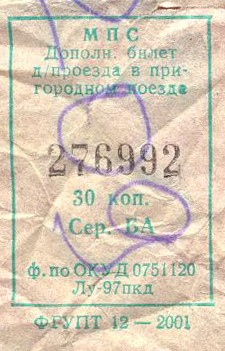 МПС
Дополн. билет
д/проезда в при-
городном поезде
276992
30 коп.
Сер. БА
ф. по ОКУД 0751120
Лу-97пкд
ФГУПТ 12 — 2001